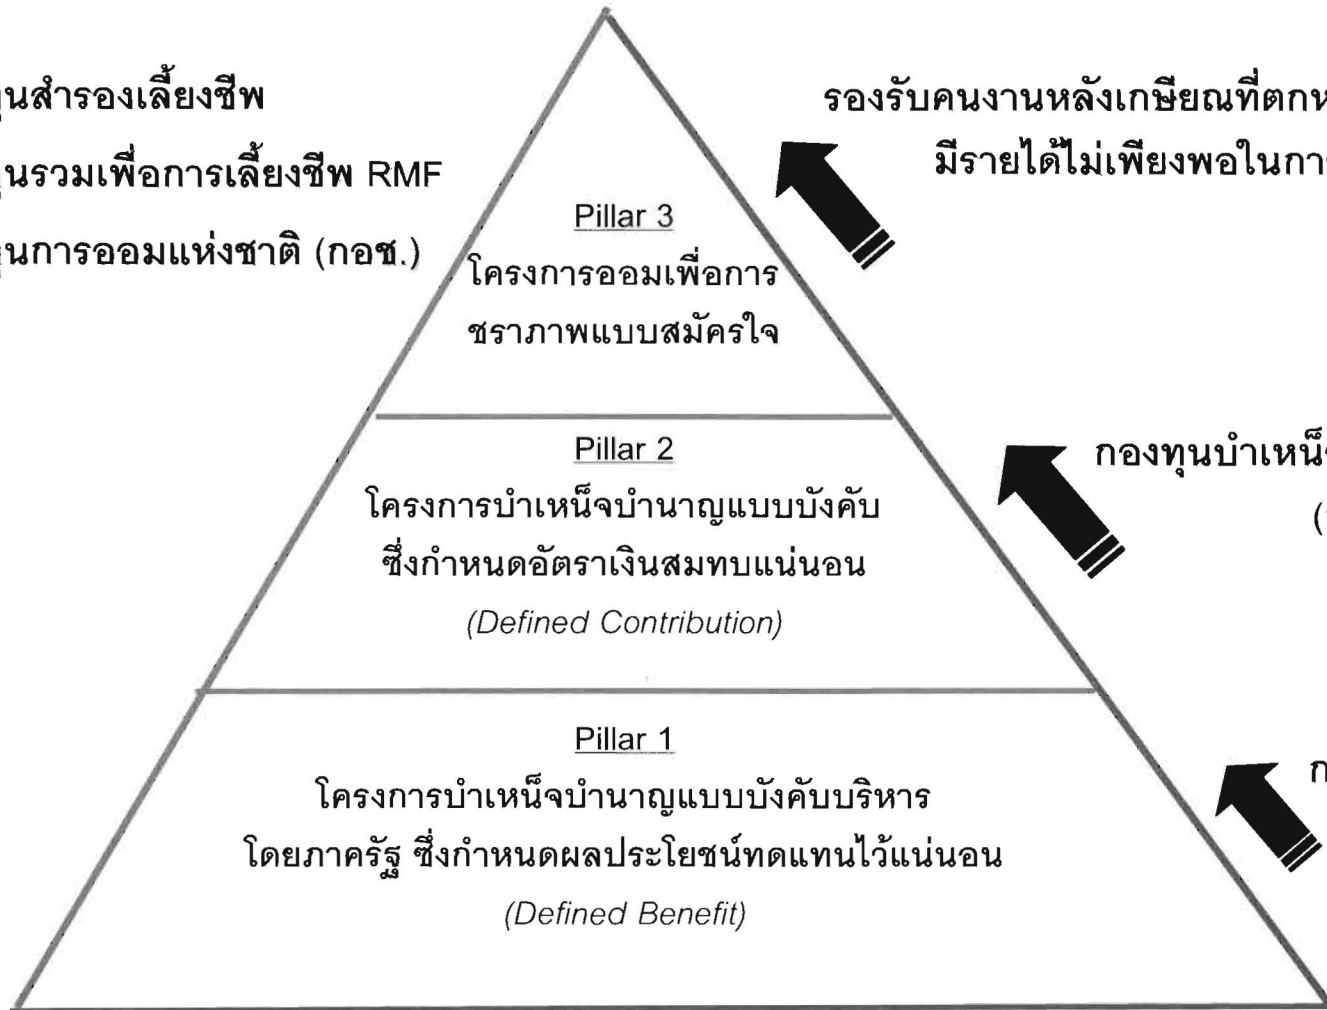 ทุนสำรองเลี้ยงชีพ
ทุนรวมเพื่อการเลี้ยงชีพ RMF
ทุนการออมแห่งชาติ (กอช.)
รองรับคนงานหลังเกษียณที่ตกห
มีรายได้ไม่เพียงพอในกา
Pillar 3
โครงการออมเพื่อการ
ชราภาพแบบสมัครใจ
Pillar 2
โครงการบำเหน็จบำนาญแบบบังคับ
ซึ่งกำหนดอัตราเงินสมทบแน่นอน
(Defined Contribution)
กองทุนบำเหน็
(
Pillar 1
โครงการบำเหน็จบำนาญแบบบังคับบริหาร
โดยภาครัฐ ซึ่งกำหนดผลประโยชน์ทดแทนไว้แน่นอน
(Defined Benefit)
ก